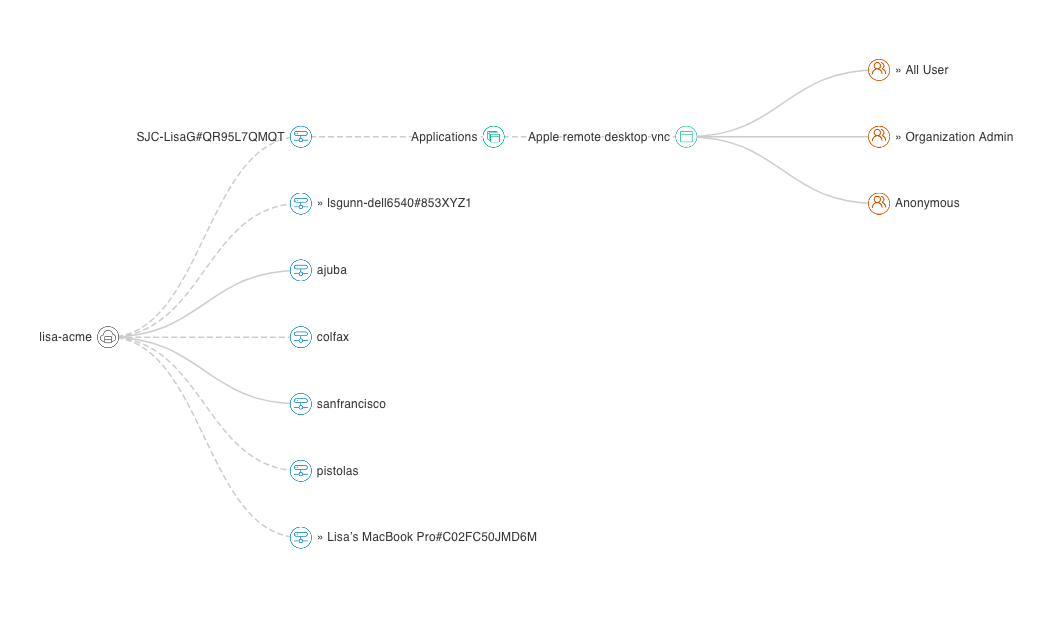 » All User
SJC-LisaG#QR95L7QMQT
Applications
Apple remote desktop vnc
» Organization Admin
» lsgunn-dell6540#853XYZ1
Anonymous
ajuba
lisa-acme
colfax
sanfrancisco
pistolas
» Lisa's MacBook Pro#C02FC50JMD6M